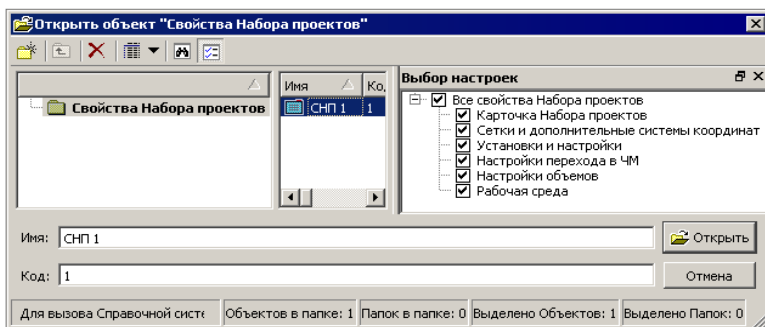 Открыть объект "Свойства Набора проектов"
Имя Ко,
Свойства Набора проектов
СНП 1 1
Выбор настроек
Все свойства Набора проектов
Карточка Набора проектов
Сетки и дополнительные системы координат
Установки и настройки
Настройки перехода в ЧМ
Настройки объемов
Рабочая среда
Имя: СНП 1 Открыть
Код: 1 Отмена
Для вызова Справочной систе Объектов в папке: 1 Папок в папке: 0 Выделено Объектов: 1 Выделено Папок: 0